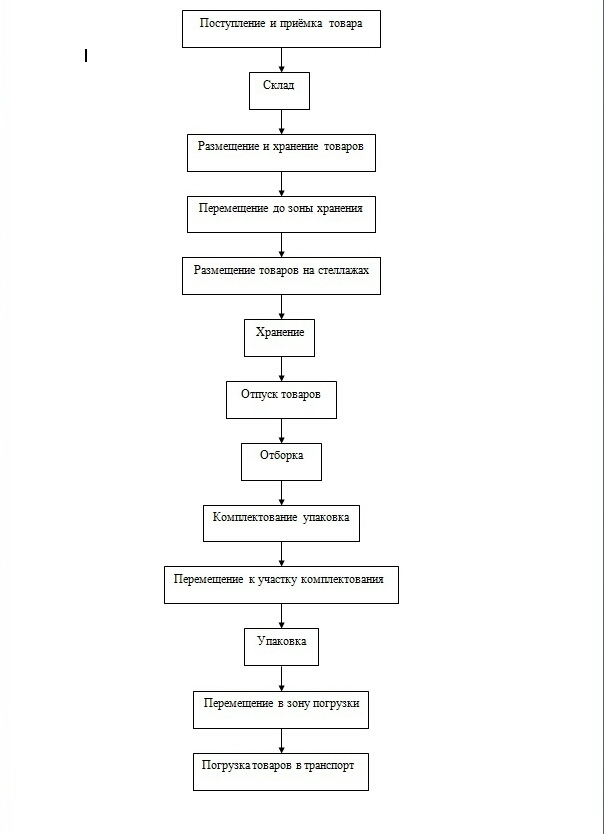 Поступление и приёмка товара
Склад
Размещение и хранение товаров
Перемещение до зоны хранения
Размещение товаров на стеллажах
Хранение
Отпуск товаров
Отборка
Комплектование упаковка
Перемещение к участку комплектования
Упаковка
Перемещение в зону погрузки
Погрузка товаров в транспорт